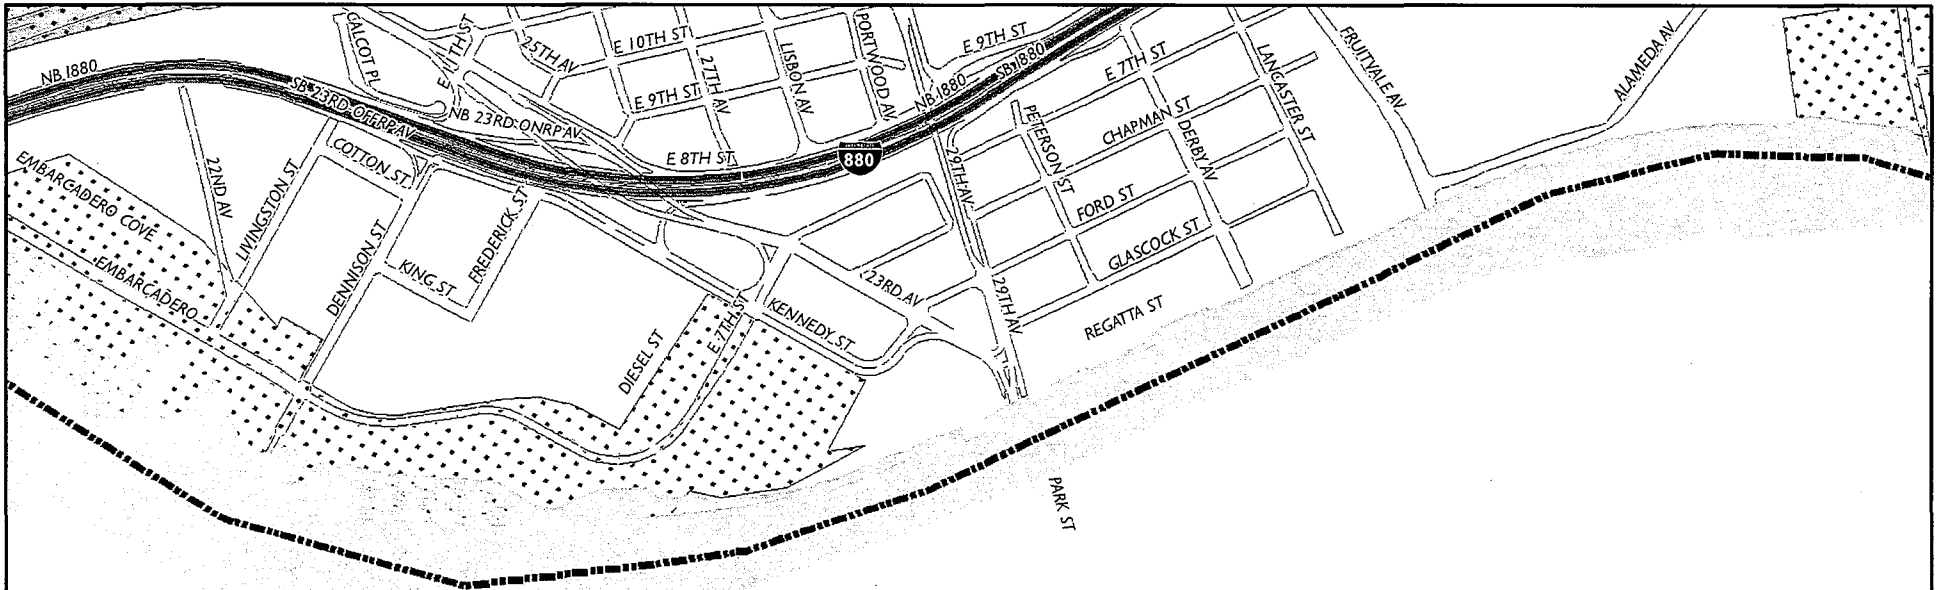 CALCOT PL
E 11TH ST
25TH AV
E 10TH ST
27TH AV
LISBON AV
PORTWOOD AV
E 9TH ST
FRUITVALE AV
ALAMEDA AV
LANCASTER ST
E 7TH ST
NB I880
SB I880
NB I880
SB 23RD OFFRP AV
NB 23RD ONRP AV
E 9TH ST
E 8TH ST
880
29TH AV
PETERSON ST
CHAPMAN ST
DERBY AV
FORD ST
GLASCOCK ST
EMBARCADERO COVE
22ND AV
LIVINGSTON ST
COTTON ST
DENNISON ST
FREDERICK ST
KING ST
EMBARCADERO
23RD AV
29TH AV
REGATTA ST
KENNEDY ST
E 7TH ST
DIESEL ST
PARK ST